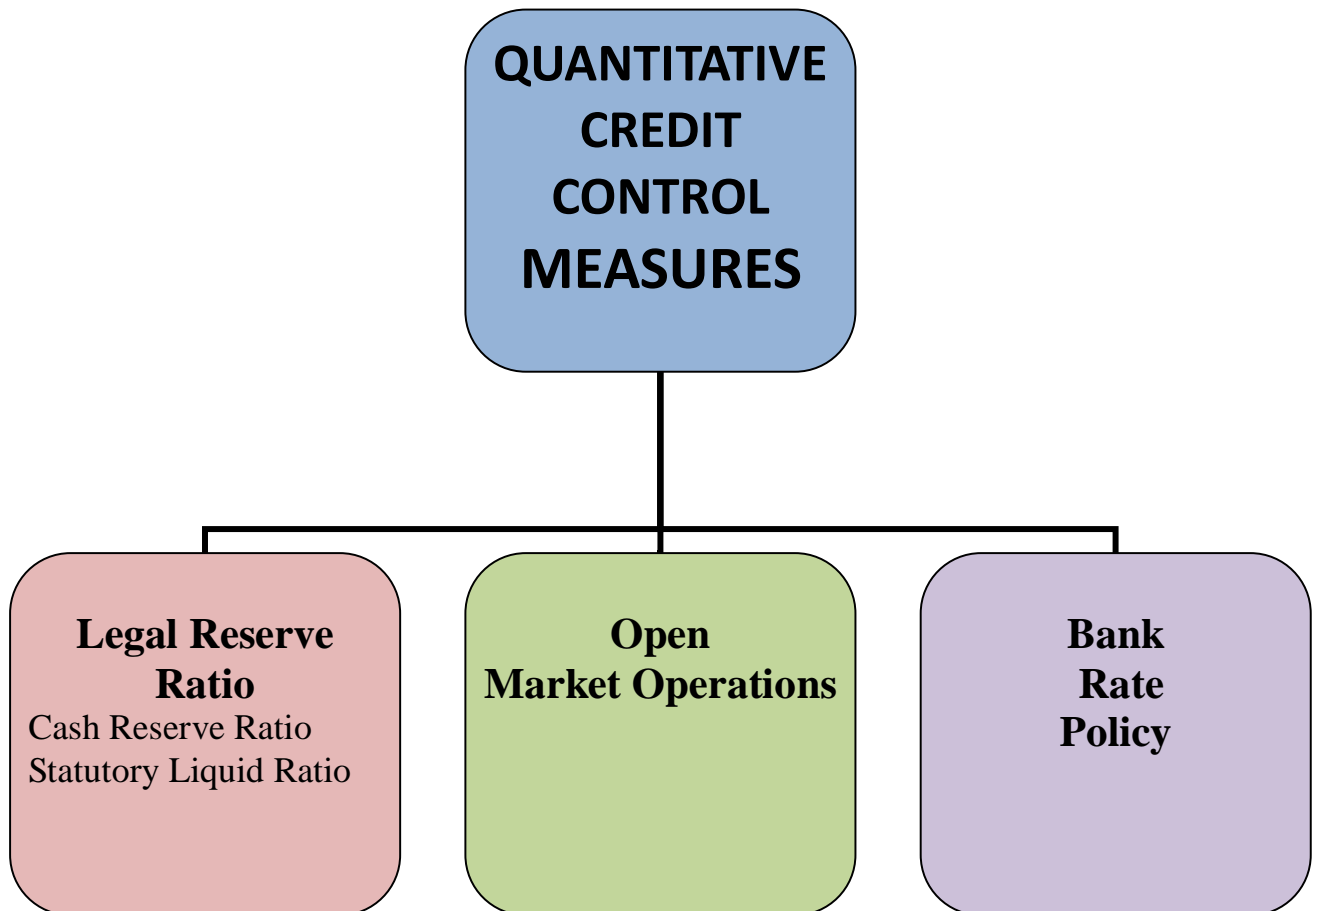 QUANTITATIVE
CREDIT
CONTROL
MEASURES
Legal Reserve
Ratio
Cash Reserve Ratio
Statutory Liquid Ratio
Open
Market Operations
Bank
Rate
Policy